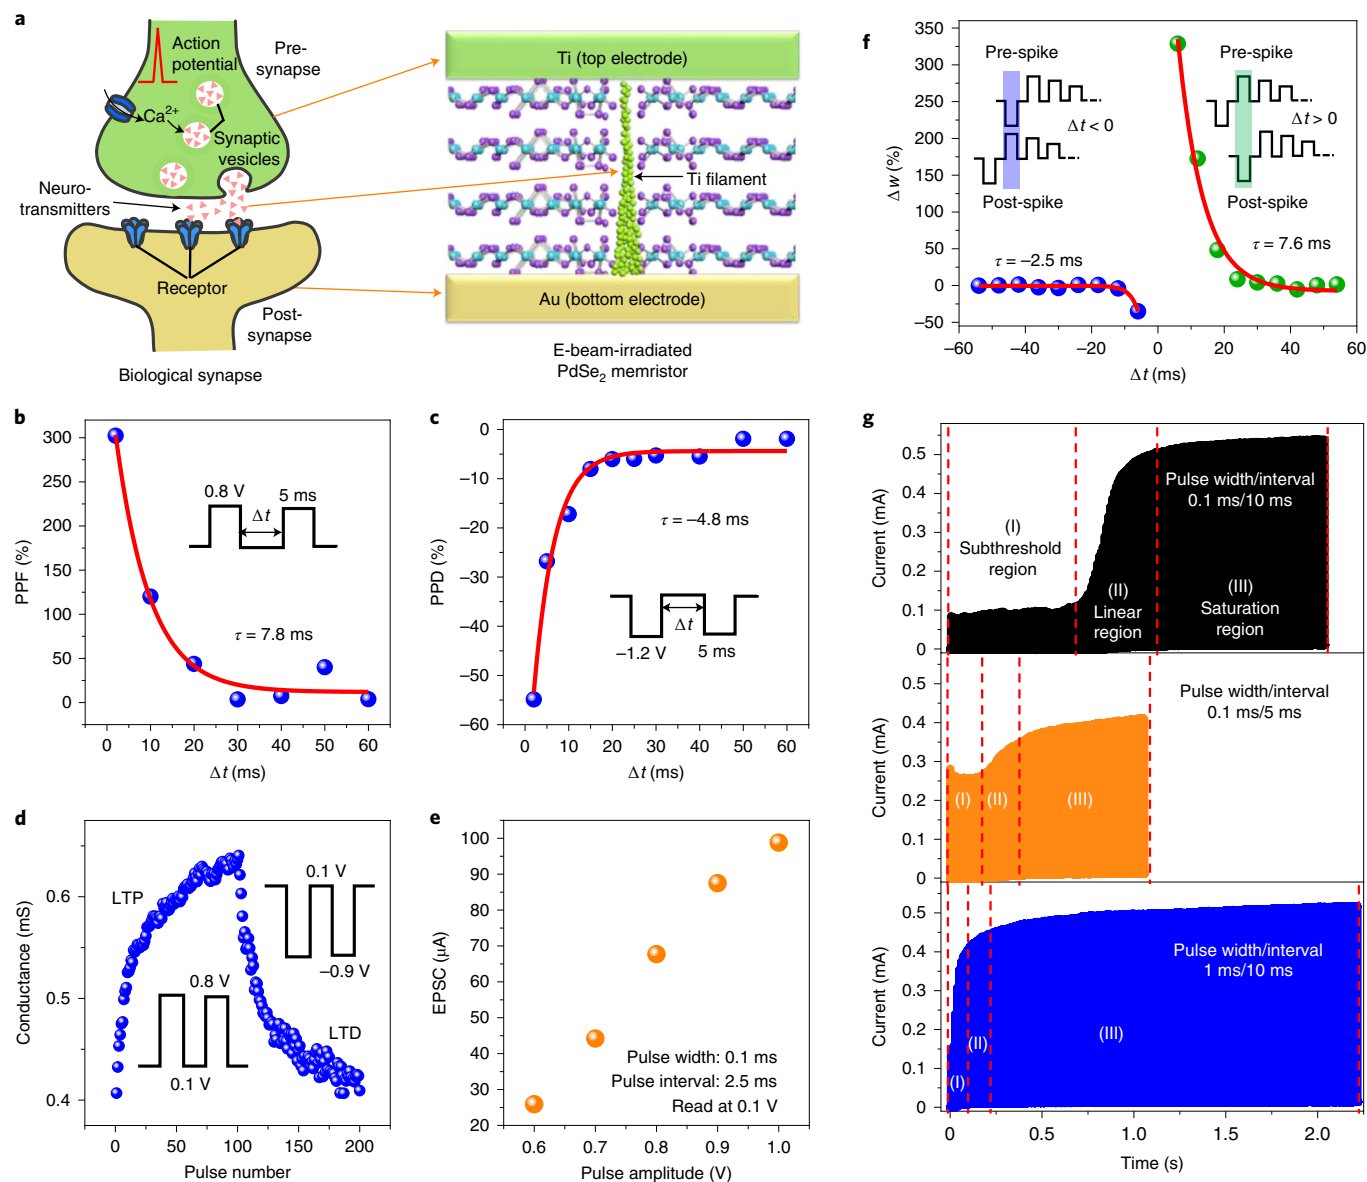 a
Action
potential
Pre-
synapse
Ca2+
Synaptic
vesicles
Neuro-
transmitters
Receptor
Post-
synapse
Biological synapse
Ti (top electrode)
Ti filament
Au (bottom electrode)
E-beam-irradiated
PdSe2 memristor
f
Δw (%)
350
300
250
200
150
100
50
0
−50
Pre-spike
Δt < 0
Post-spike
Pre-spike
Δt > 0
Post-spike
τ = −2.5 ms
τ = 7.6 ms
−60 −40 −20 0 20 40 60
Δt (ms)
b
PPF (%)
300
250
200
150
100
50
0
0.8 V
5 ms
Δt
τ = 7.8 ms
0 10 20 30 40 50 60
Δt (ms)
c
PPD (%)
0
−10
−20
−30
−40
−50
−60
τ = −4.8 ms
Δt
−1.2 V
5 ms
0 10 20 30 40 50 60
Δt (ms)
d
Conductance (mS)
0.6
0.5
0.4
LTP
0.1 V
−0.9 V
0.8 V
0.1 V
LTD
0 50 100 150 200
Pulse number
e
EPSC (μA)
100
90
80
70
60
50
40
30
20
Pulse width: 0.1 ms
Pulse interval: 2.5 ms
Read at 0.1 V
0.6 0.7 0.8 0.9 1.0
Pulse amplitude (V)
g
Current (mA)
0.5
0.4
0.3
0.2
0.1
0
Pulse width/interval
0.1 ms/10 ms
(I)
Subthreshold
region
(II)
Linear
region
(III)
Saturation
region
Current (mA)
0.5
0.4
0.3
0.2
0.1
0
Pulse width/interval
0.1 ms/5 ms
(I)
(II)
(III)
Current (mA)
0.5
0.4
0.3
0.2
0.1
0
Pulse width/interval
1 ms/10 ms
(I)
(II)
(III)
0 0.5 1.0 1.5 2.0
Time (s)